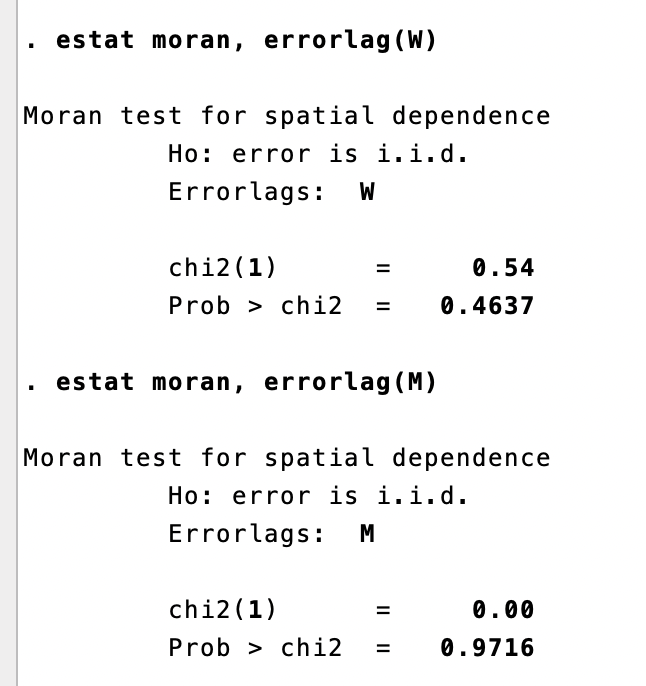 . estat moran, errorlag(W)
Moran test for spatial dependence
Ho: error is i.i.d.
Errorlags: W
chi2(1) = 0.54
Prob > chi2 = 0.4637
. estat moran, errorlag(M)
Moran test for spatial dependence
Ho: error is i.i.d.
Errorlags: M
chi2(1) = 0.00
Prob > chi2 = 0.9716